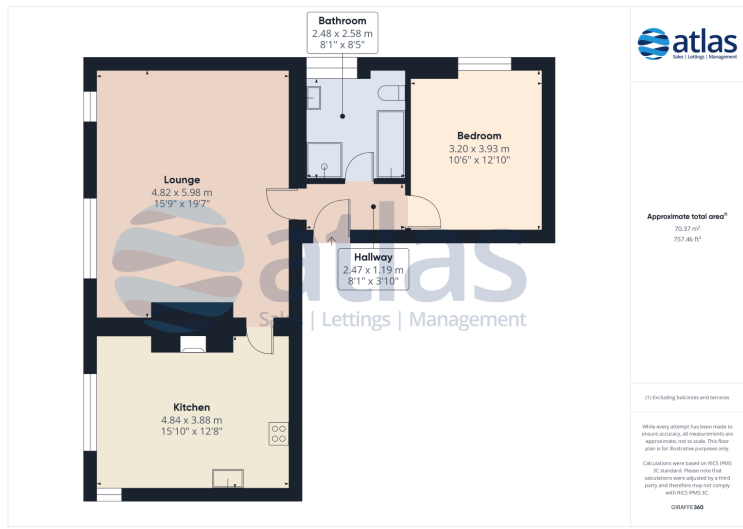 Bathroom
2.48 x 2.58 m
8'1" x 8'5"
Bedroom
3.20 x 3.93 m
10'6" x 12'10"
Lounge
4.82 x 5.98 m
15'9" x 19'7"
Hallway
2.47 x 1.19 m
8'1" x 3'10"
Kitchen
4.84 x 3.88 m
15'10" x 12'8"
atlas
Sales | Lettings | Management
atlas
Sales | Lettings | Management
Approximate total area⁽¹⁾
70.37 m²
757.46 ft²
(1) Excluding balconies and terraces
While every attempt has been made to
ensure accuracy, all measurements are
approximate, not to scale. This floor
plan is for illustrative purposes only.
Calculations were based on RICS IPMS
3C standard. Please note that
calculations were adjusted by a third
party and therefore may not comply
with RICS IPMS 3C.
GIRAFFE360